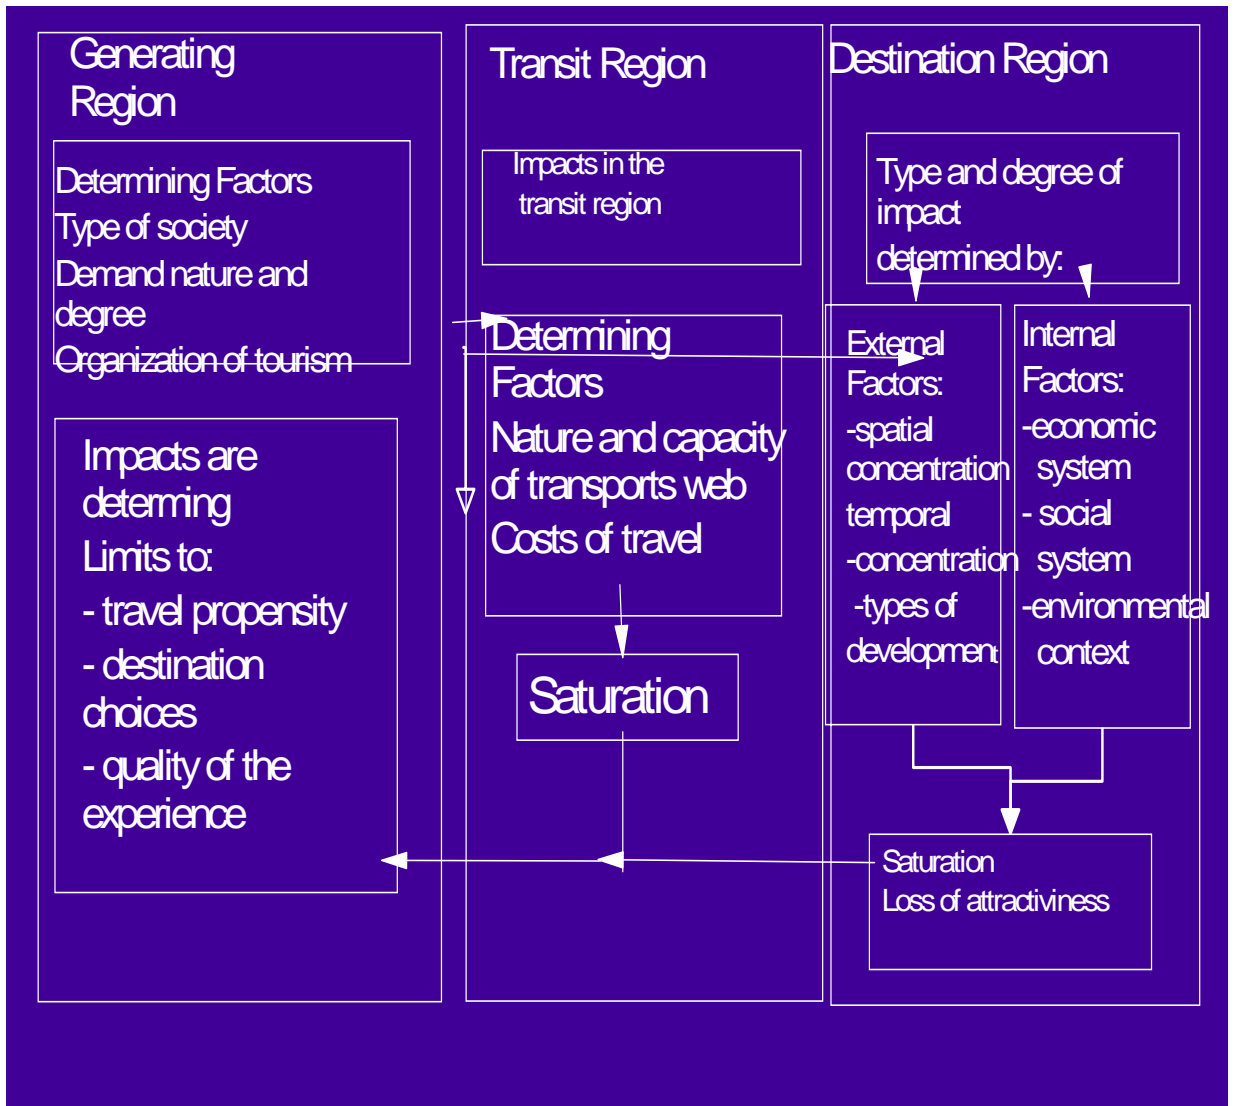 Generating
Region
Determining Factors
Type of society
Demand nature and
degree
Organization of tourism
Impacts are
determing
Limits to:
- travel propensity
- destination
choices
- quality of the
experience
Transit Region
Impacts in the
transit region
Determining
Factors
Nature and capacity
of transports web
Costs of travel
Saturation
Destination Region
Type and degree of
impact
determined by:
External
Factors:
-spatial
concentration
temporal
-concentration
-types of
development
Internal
Factors:
-economic
system
- social
system
-environmental
context
Saturation
Loss of attractiviness